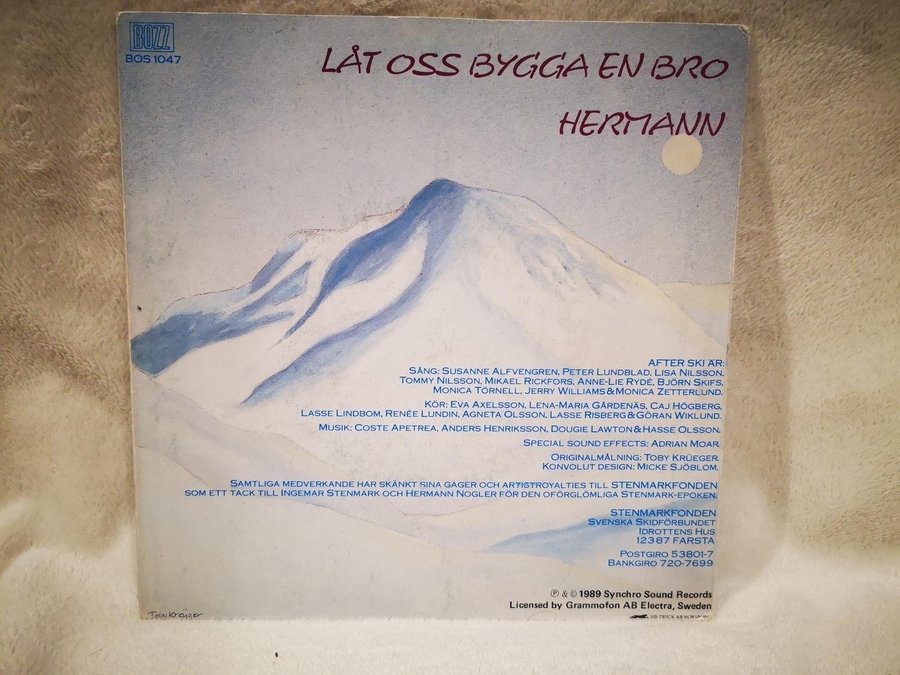 BOZZ
BOS 1047
LÅT OSS BYGGA EN BRO
HERMANN
AFTER SKI ÄR:
SÅNG: SUSANNE ALFVENGREN, PETER LUNDBLAD, LISA NILSSON,
TOMMY NILSSON, MIKAEL RICKFORS, ANNE-LIE RYDÉ, BJÖRN SKIFS,
MONICA TÖRNELL, JERRY WILLIAMS & MONICA ZETTERLUND.
KÖR: EVA AXELSSON, LENA-MARIA GÅRDENÄS, CAJ HÖGBERG,
LASSE LINDBOM, RENÉE LUNDIN, AGNETA OLSSON, LASSE RISBERG & GÖRAN WIKLUND.
MUSIK: COSTE APETREA, ANDERS HENRIKSSON, DOUGIE LAWTON & HASSE OLSSON.
SPECIAL SOUND EFFECTS: ADRIAN MOAR.
ORIGINALMÅLNING: TOBY KRÜEGER.
KONVOLUT DESIGN: MICKE SJÖBLOM.
SAMTLIGA MEDVERKANDE HAR SKÄNKT SINA GAGER OCH ARTISTROYALTIES TILL STENMARKFONDEN
SOM ETT TACK TILL INGEMAR STENMARK OCH HERMANN NOGLER FÖR DEN OFÖRGLÖMLIGA STENMARK-EPOKEN.
STENMARKFONDEN
SVENSKA SKIDFÖRBUNDET
IDROTTENS HUS
12387 FARSTA
POSTGIRO 53801-7
BANKGIRO 720-7699
℗ & © 1989 Synchro Sound Records
Licensed by Grammofon AB Electra, Sweden
Toby Krüeger